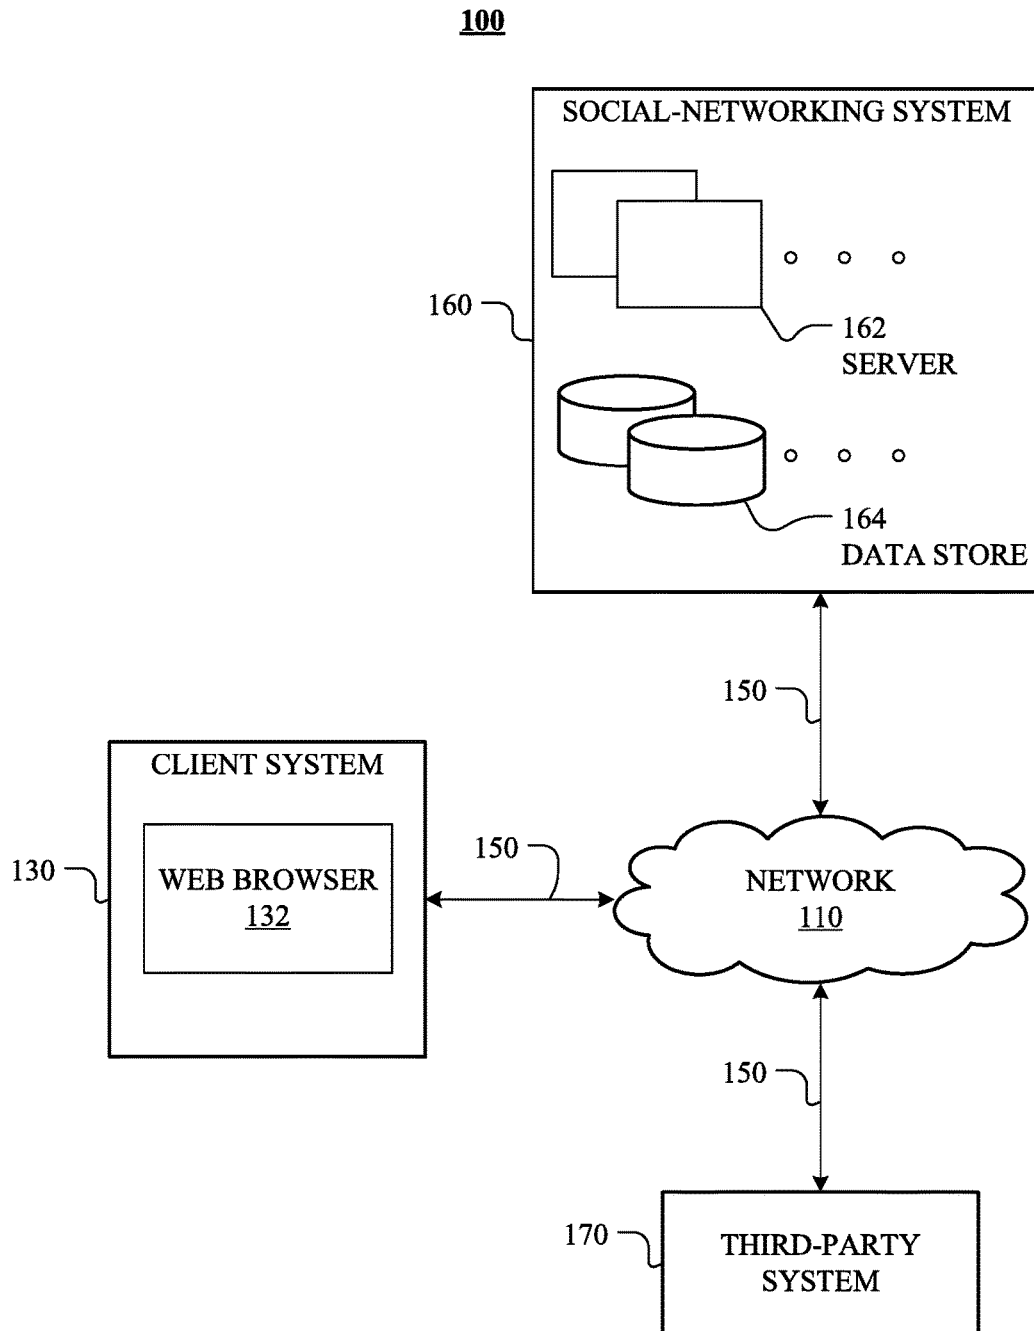 100
SOCIAL-NETWORKING SYSTEM
160
162
SERVER
164
DATA STORE
150
CLIENT SYSTEM
130
WEB BROWSER
132
150
NETWORK
110
150
170
THIRD-PARTY
SYSTEM